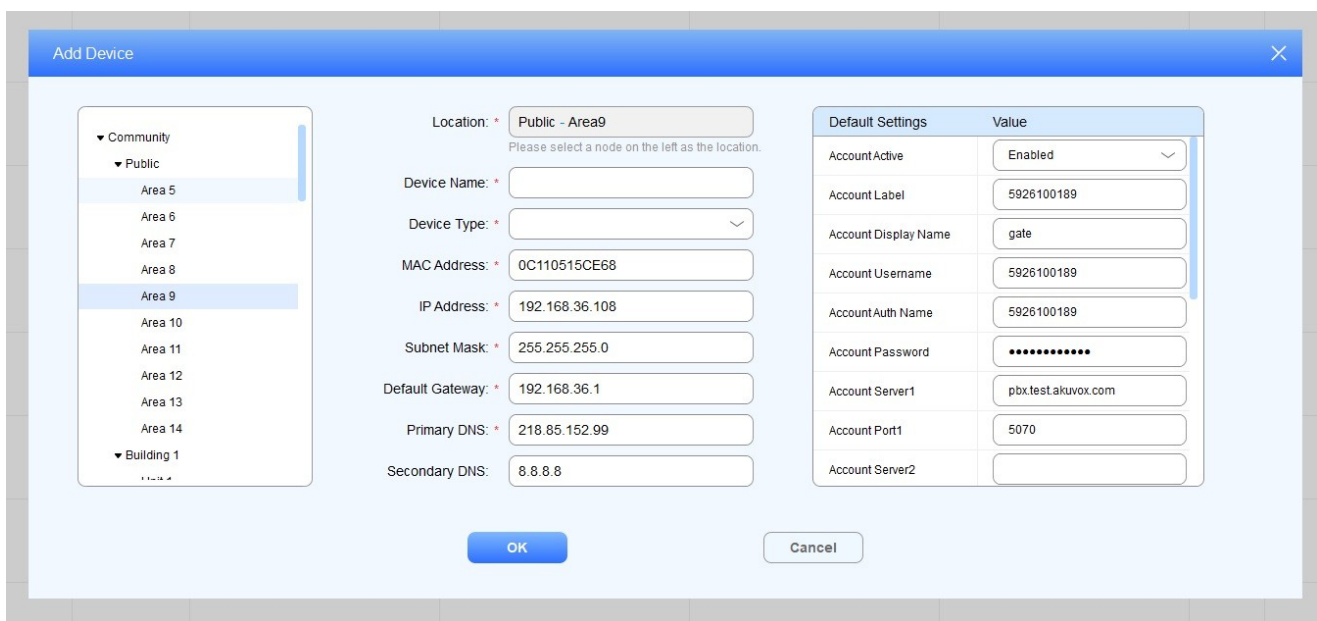 Add Device
Community
Public
Area 5
Area 6
Area 7
Area 8
Area 9
Area 10
Area 11
Area 12
Area 13
Area 14
Building 1
Location: * Public - Area9
Please select a node on the left as the location.
Device Name: *
Device Type: *
MAC Address: * 0C110515CE68
IP Address: * 192.168.36.108
Subnet Mask: * 255.255.255.0
Default Gateway: * 192.168.36.1
Primary DNS: * 218.85.152.99
Secondary DNS: 8.8.8.8
Default Settings Value
Account Active Enabled
Account Label 5926100189
Account Display Name gate
Account Username 5926100189
Account Auth Name 5926100189
Account Password ••••••••••••
Account Server1 pbx.test.akuvox.com
Account Port1 5070
Account Server2
OK Cancel